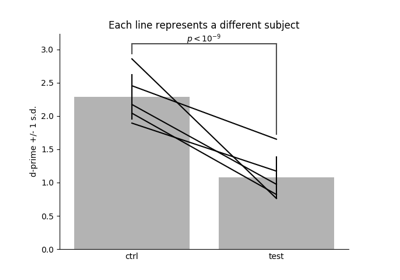 Each line represents a different subject
p < 10⁻⁹
3.0
2.5
2.0
1.5
1.0
0.5
0.0
d-prime +/- 1 s.d.
ctrl
test